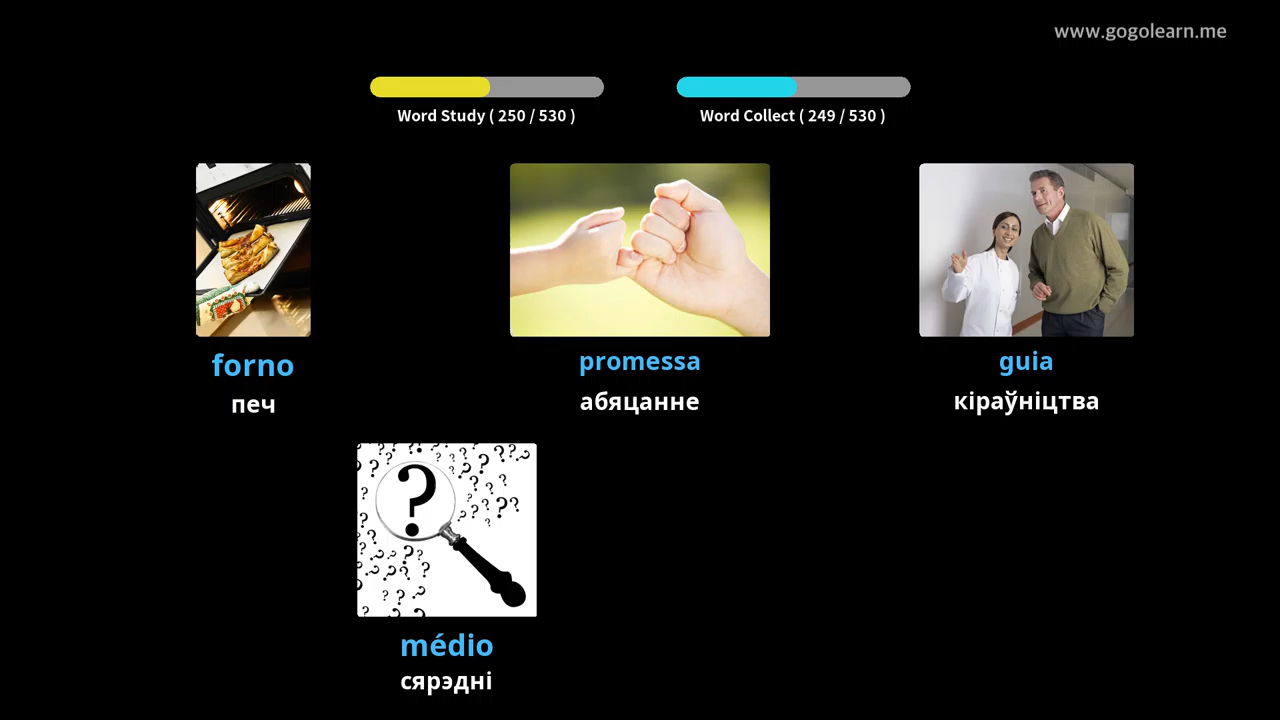 www.gogolearn.me
Word Study ( 250 / 530 )
Word Collect ( 249 / 530 )
forno
печ
promessa
абяцанне
guia
кіраўніцтва
médio
сярэдні